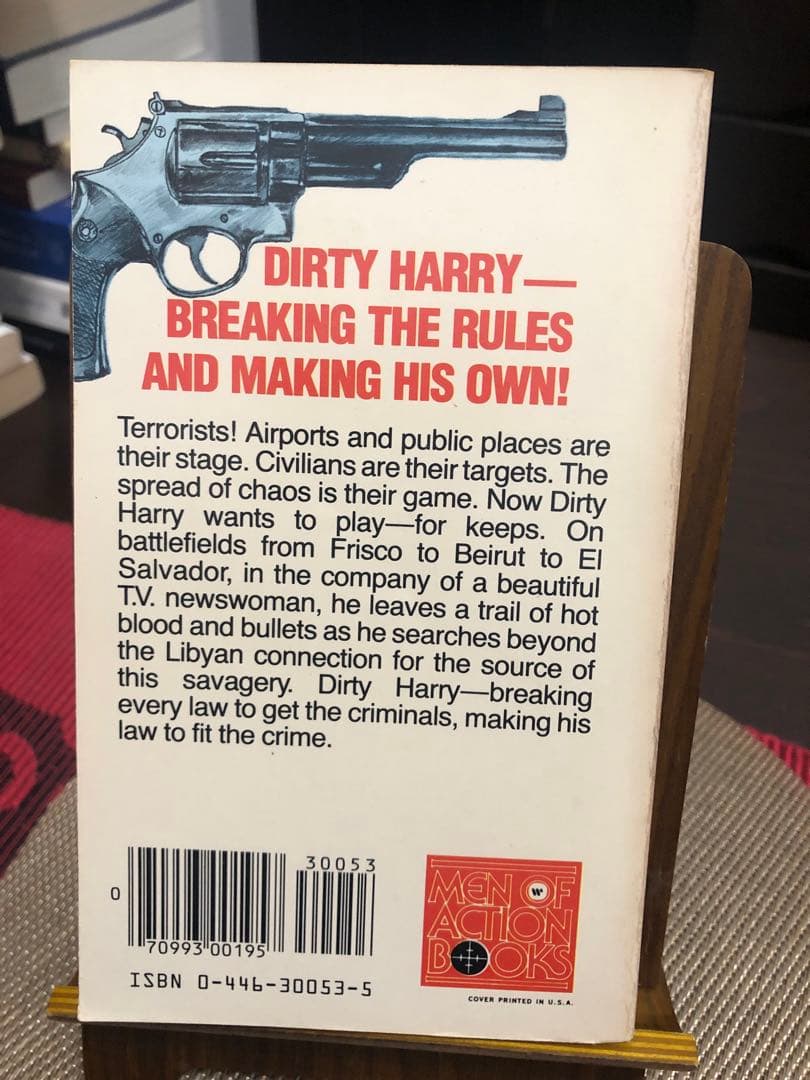 DIRTY HARRY—
BREAKING THE RULES
AND MAKING HIS OWN!
Terrorists! Airports and public places are
their stage. Civilians are their targets. The
spread of chaos is their game. Now Dirty
Harry wants to play—for keeps. On
battlefields from Frisco to Beirut to El
Salvador, in the company of a beautiful
T.V. newswoman, he leaves a trail of hot
blood and bullets as he searches beyond
the Libyan connection for the source of
this savagery. Dirty Harry—breaking
every law to get the criminals, making his
law to fit the crime.
30053
0
70993 00195
ISBN 0-446-30053-5
MEN OF
ACTION
BOOKS
COVER PRINTED IN U.S.A.